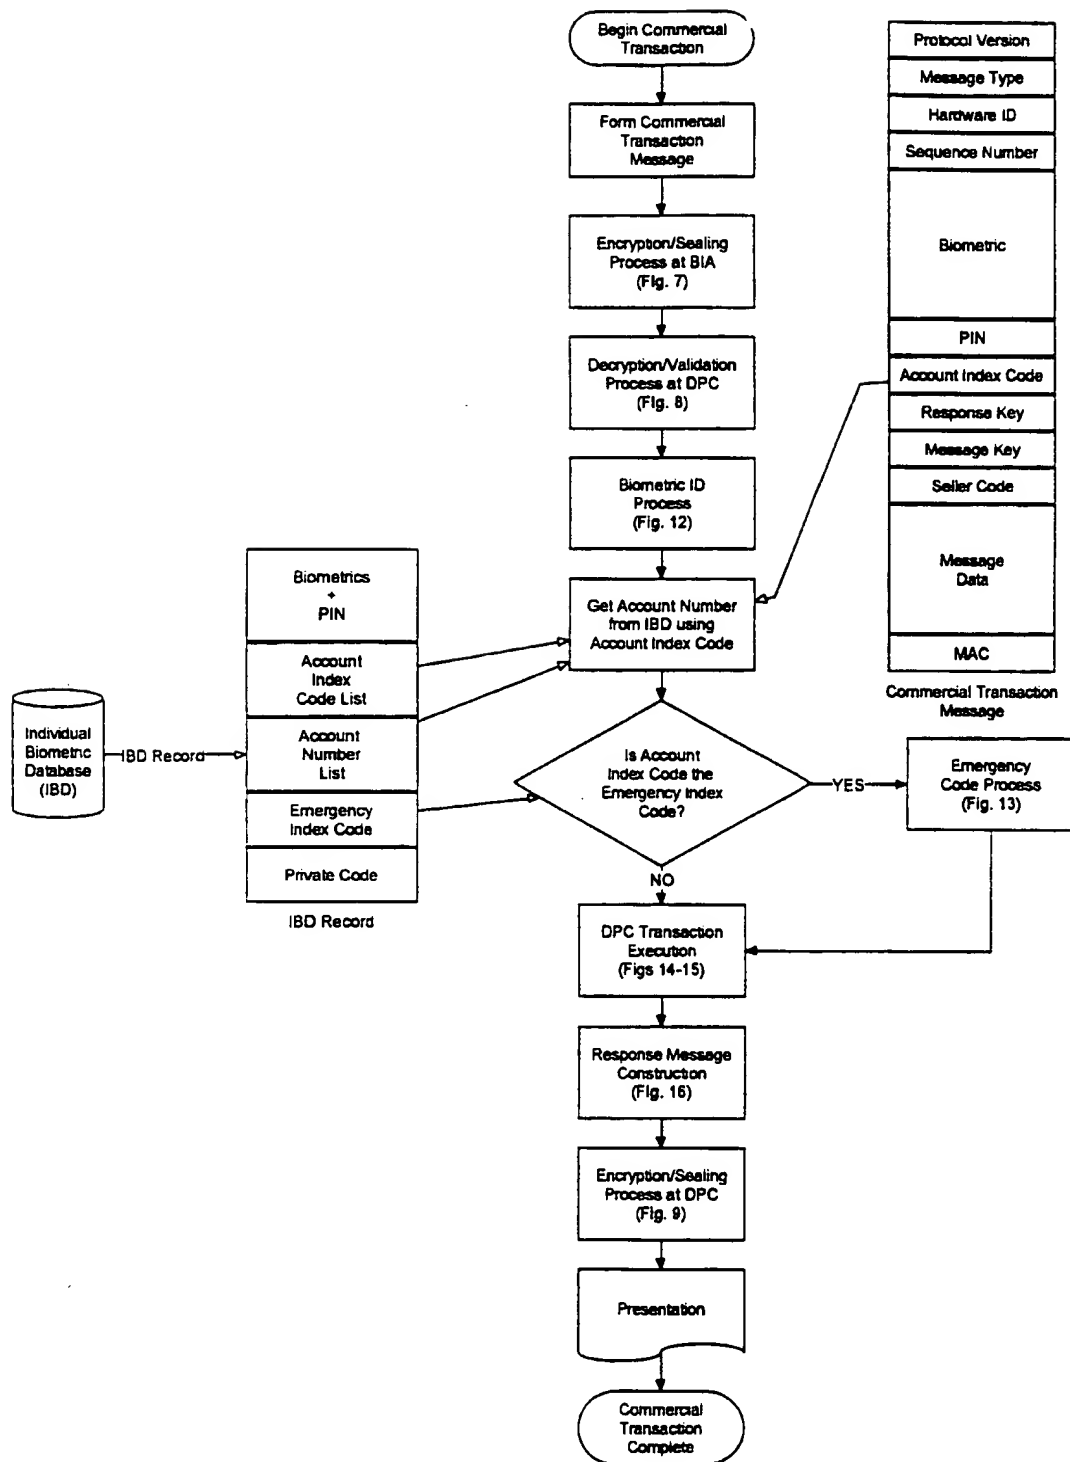 Begin Commercial
Transaction
Form Commercial
Transaction
Message
Encryption/Sealing
Process at BIA
(Fig. 7)
Decryption/Validation
Process at DPC
(Fig. 8)
Biometric ID
Process
(Fig. 12)
Get Account Number
from IBD using
Account Index Code
Is Account
Index Code the
Emergency Index
Code?
YES
NO
Emergency
Code Process
(Fig. 13)
DPC Transaction
Execution
(Figs 14-15)
Response Message
Construction
(Fig. 16)
Encryption/Sealing
Process at DPC
(Fig. 9)
Presentation
Commercial
Transaction
Complete
Protocol Version
Message Type
Hardware ID
Sequence Number
Biometric
PIN
Account Index Code
Response Key
Message Key
Seller Code
Message
Data
MAC
Commercial Transaction
Message
Individual
Biometric
Database
(IBD)
IBD Record
Biometrics
+
PIN
Account
Index
Code List
Account
Number
List
Emergency
Index Code
Private Code
IBD Record